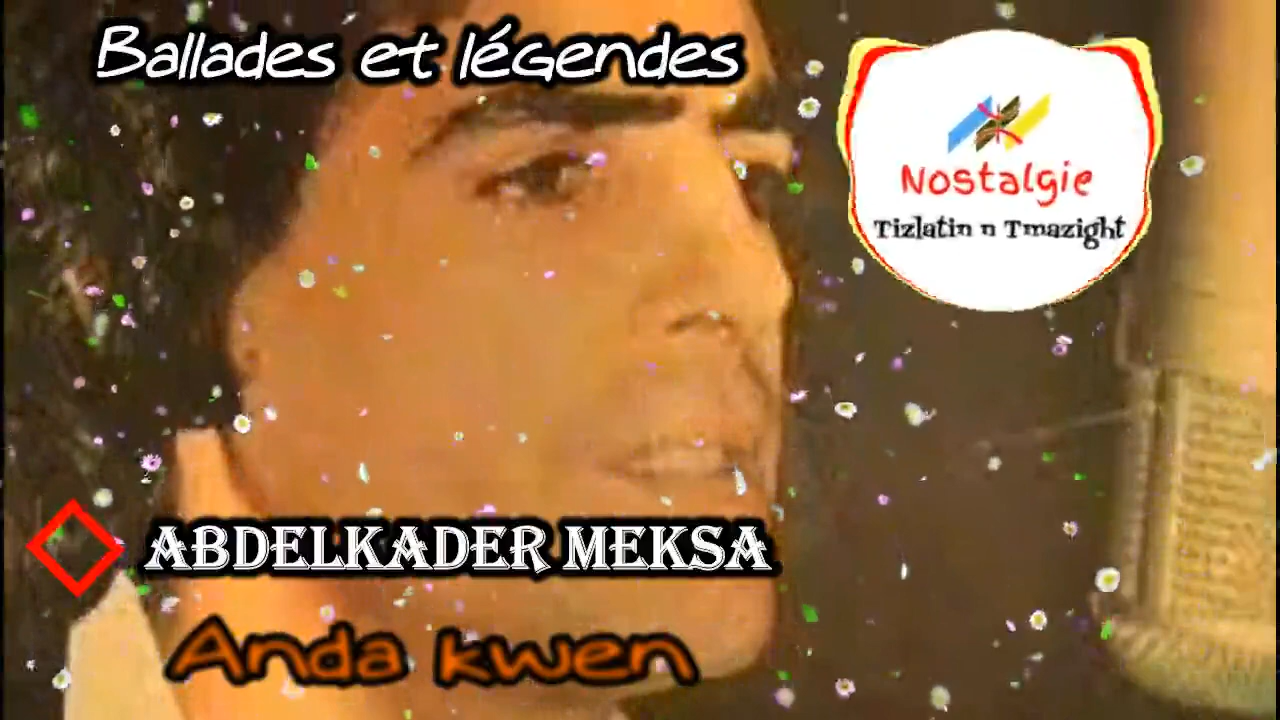 Ballades et légendes
Nostalgie
Tizlatin n Tmazight
ABDELKADER MEKSA
Anda kwen